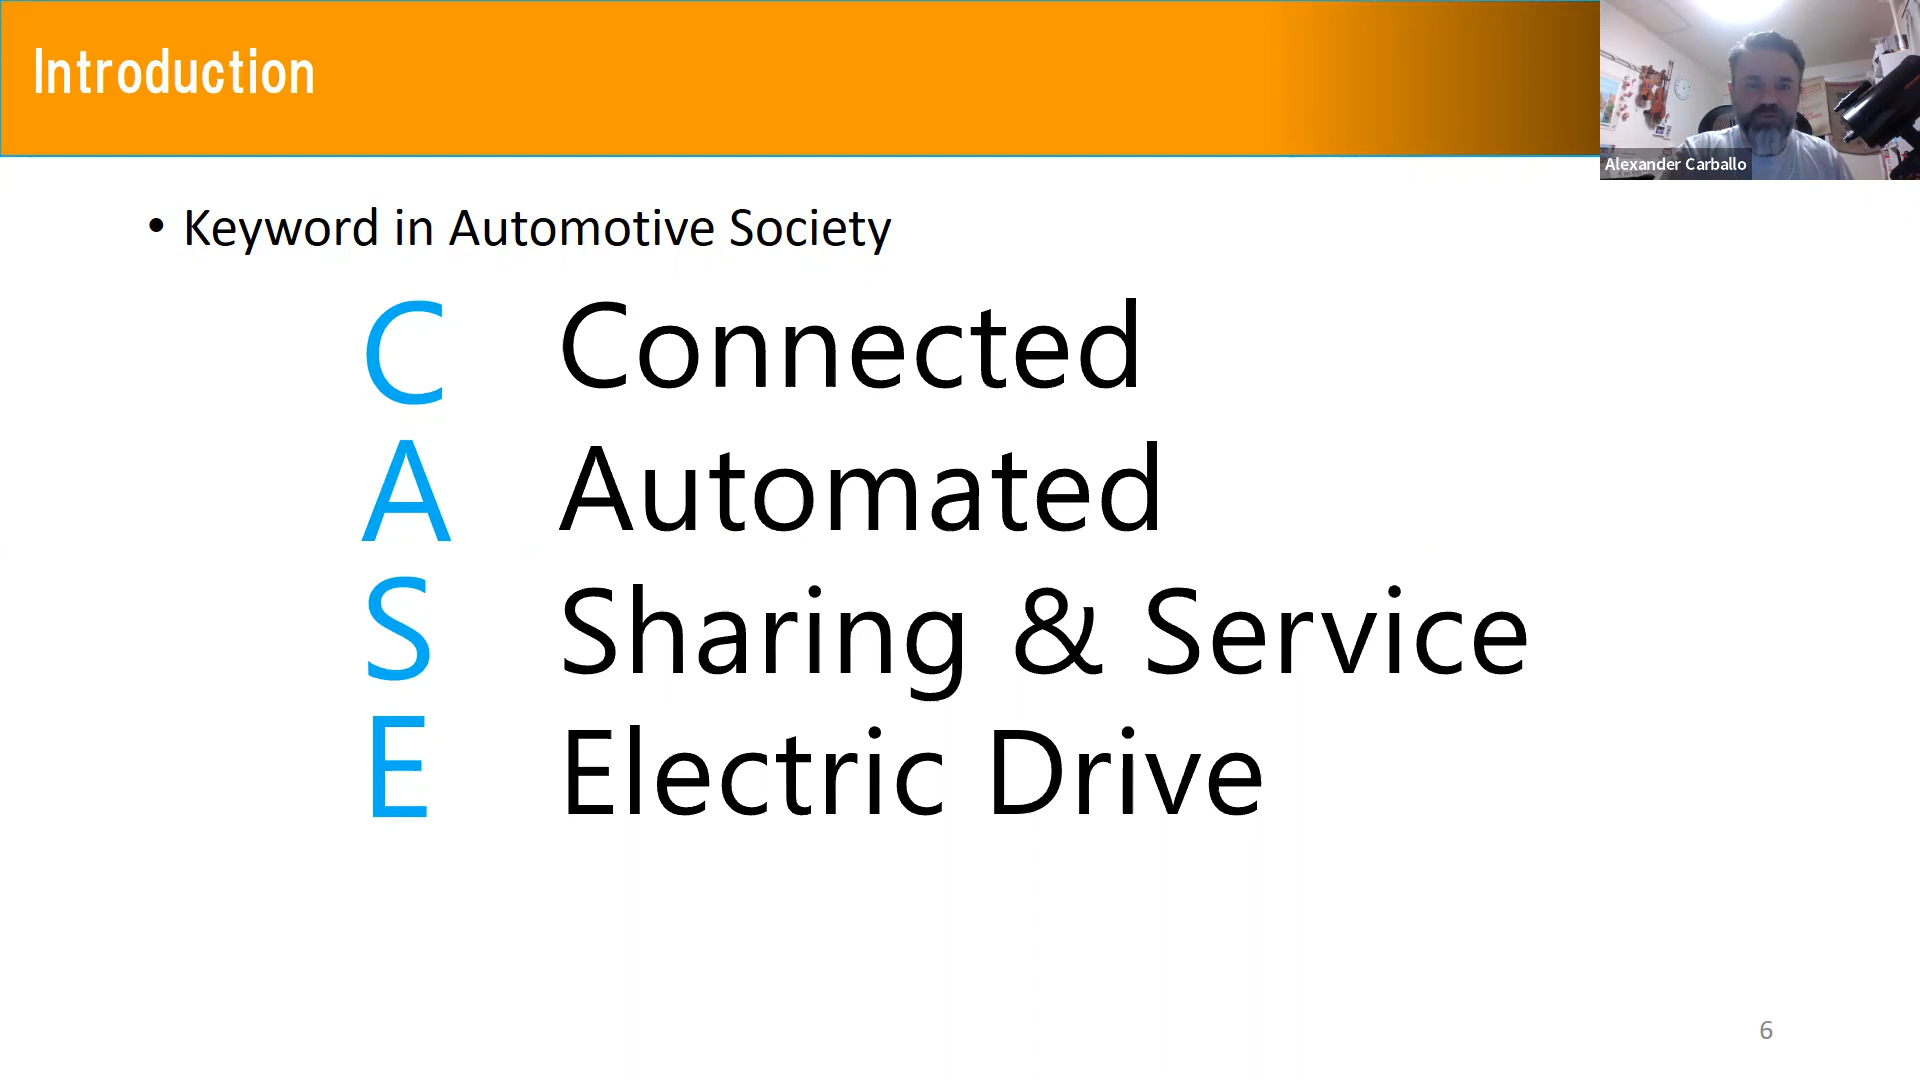 Introduction
Alexander Carballo
• Keyword in Automotive Society
C Connected
A Automated
S Sharing & Service
E Electric Drive
6